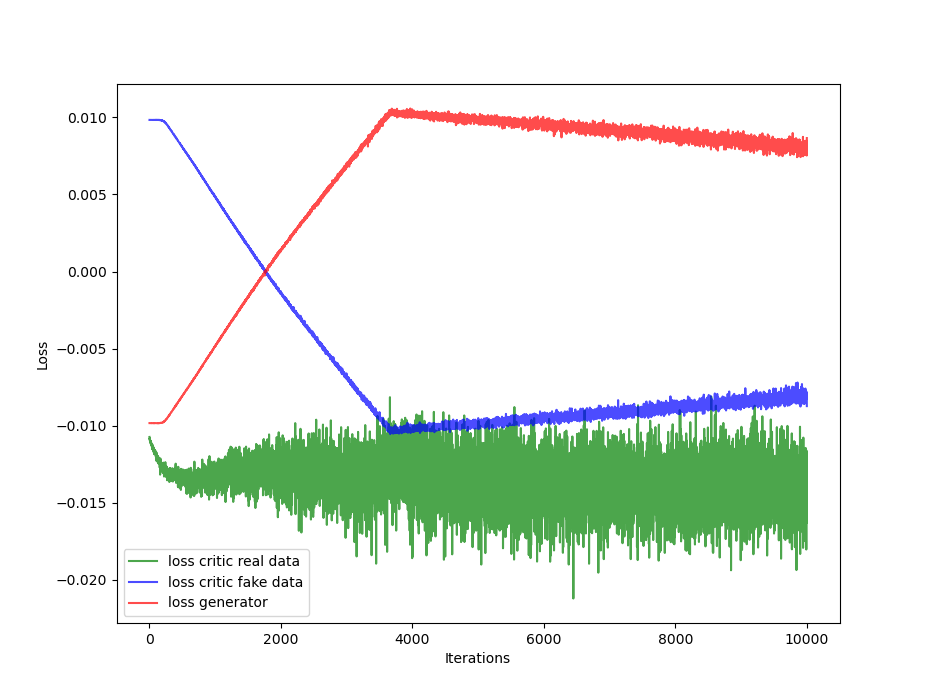 0.010
0.005
0.000
−0.005
−0.010
−0.015
−0.020
Loss
loss critic real data
loss critic fake data
loss generator
0
2000
4000
6000
8000
10000
Iterations